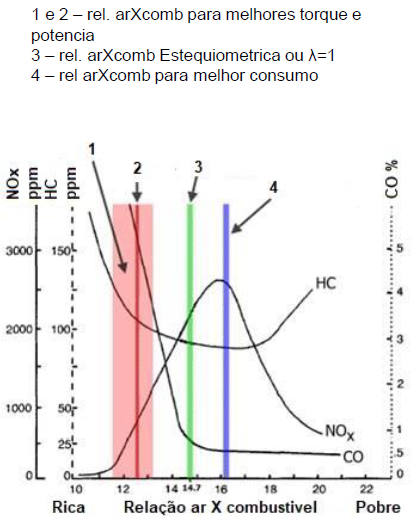 1 e 2 – rel. arXcomb para melhores torque e
potencia
3 – rel. arXcomb Estequiometrica ou λ=1
4 – rel arXcomb para melhor consumo
NOx
ppm
HC
ppm
CO %
1
2
3
4
3000
2000
1000
0
150
100
50
25
0
5
4
3
2
1
.5
0
HC
NOx
CO
10
12
14
14.7
16
18
20
22
Rica
Relação ar X combustivel
Pobre